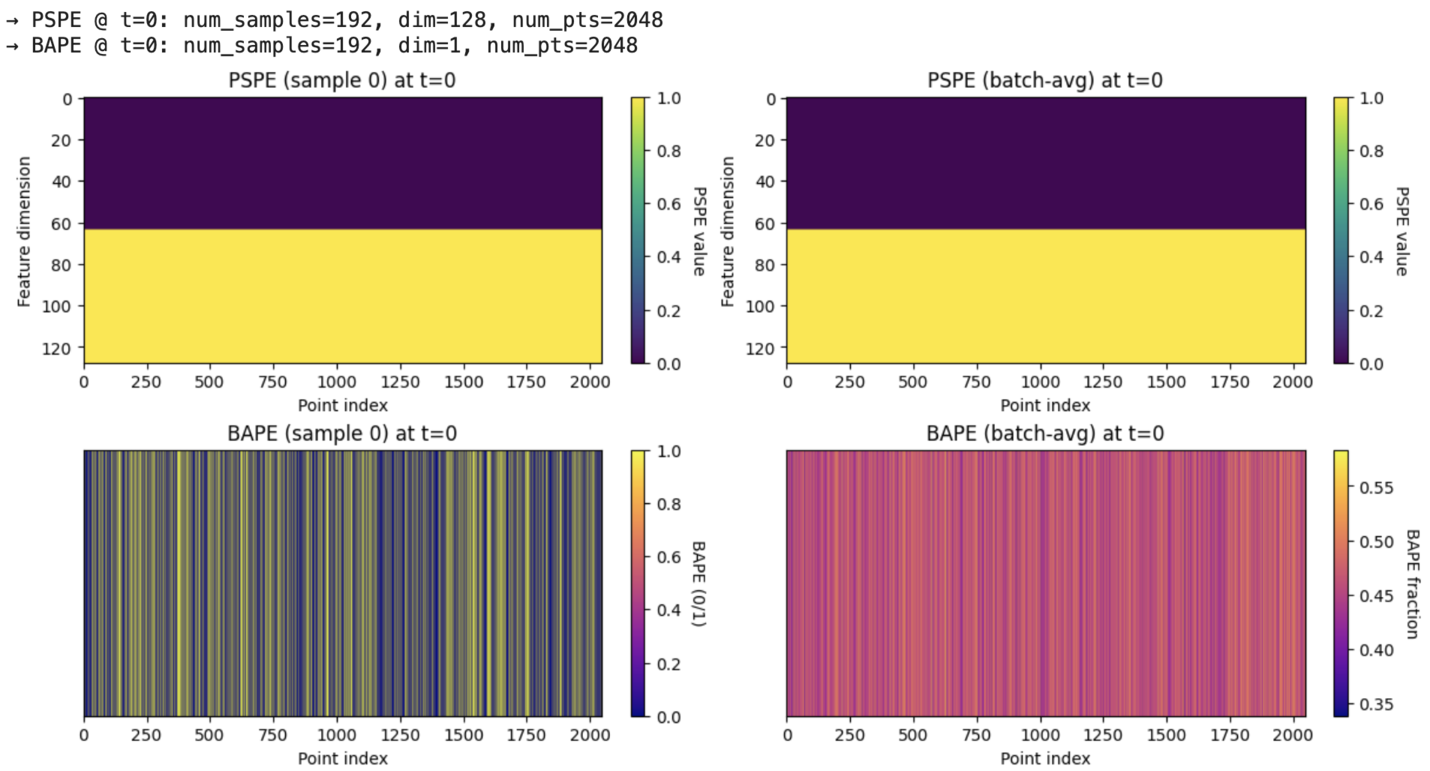 → PSPE @ t=0: num_samples=192, dim=128, num_pts=2048
→ BAPE @ t=0: num_samples=192, dim=1, num_pts=2048
PSPE (sample 0) at t=0
0
20
40
60
80
100
120
Feature dimension
0 250 500 750 1000 1250 1500 1750 2000
Point index
1.0
0.8
0.6
0.4
0.2
0.0
PSPE value
PSPE (batch-avg) at t=0
0
20
40
60
80
100
120
Feature dimension
0 250 500 750 1000 1250 1500 1750 2000
Point index
1.0
0.8
0.6
0.4
0.2
0.0
PSPE value
BAPE (sample 0) at t=0
0 250 500 750 1000 1250 1500 1750 2000
Point index
1.0
0.8
0.6
0.4
0.2
0.0
BAPE (0/1)
BAPE (batch-avg) at t=0
0 250 500 750 1000 1250 1500 1750 2000
Point index
0.55
0.50
0.45
0.40
0.35
BAPE fraction